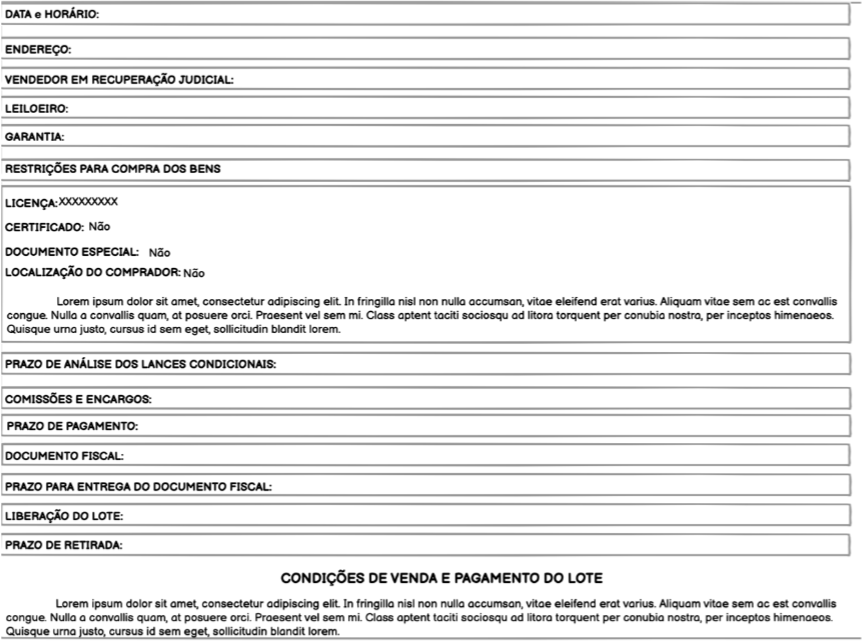 DATA e HORÁRIO:
ENDEREÇO:
VENDEDOR EM RECUPERAÇÃO JUDICIAL:
LEILOEIRO:
GARANTIA:
RESTRIÇÕES PARA COMPRA DOS BENS
LICENÇA:XXXXXXXXX
CERTIFICADO: Não
DOCUMENTO ESPECIAL: Não
LOCALIZAÇÃO DO COMPRADOR: Não
Lorem ipsum dolor sit amet, consectetur adipiscing elit. In fringilla nisl non nulla accumsan, vitae eleifend erat varius. Aliquam vitae sem ac est convallis
congue. Nulla a convallis quam, at posuere orci. Praesent vel sem mi. Class aptent taciti sociosqu ad litora torquent per conubia nostra, per inceptos himenaeos.
Quisque urna justo, cursus id sem eget, sollicitudin blandit lorem.
PRAZO DE ANÁLISE DOS LANCES CONDICIONAIS:
COMISSÕES E ENCARGOS:
PRAZO DE PAGAMENTO:
DOCUMENTO FISCAL:
PRAZO PARA ENTREGA DO DOCUMENTO FISCAL:
LIBERAÇÃO DO LOTE:
PRAZO DE RETIRADA:
CONDIÇÕES DE VENDA E PAGAMENTO DO LOTE
Lorem ipsum dolor sit amet, consectetur adipiscing elit. In fringilla nisl non nulla accumsan, vitae eleifend erat varius. Aliquam vitae sem ac est convallis
congue. Nulla a convallis quam, at posuere orci. Praesent vel sem mi. Class aptent taciti sociosqu ad litora torquent per conubia nostra, per inceptos himenaeos.
Quisque urna justo, cursus id sem eget, sollicitudin blandit lorem.